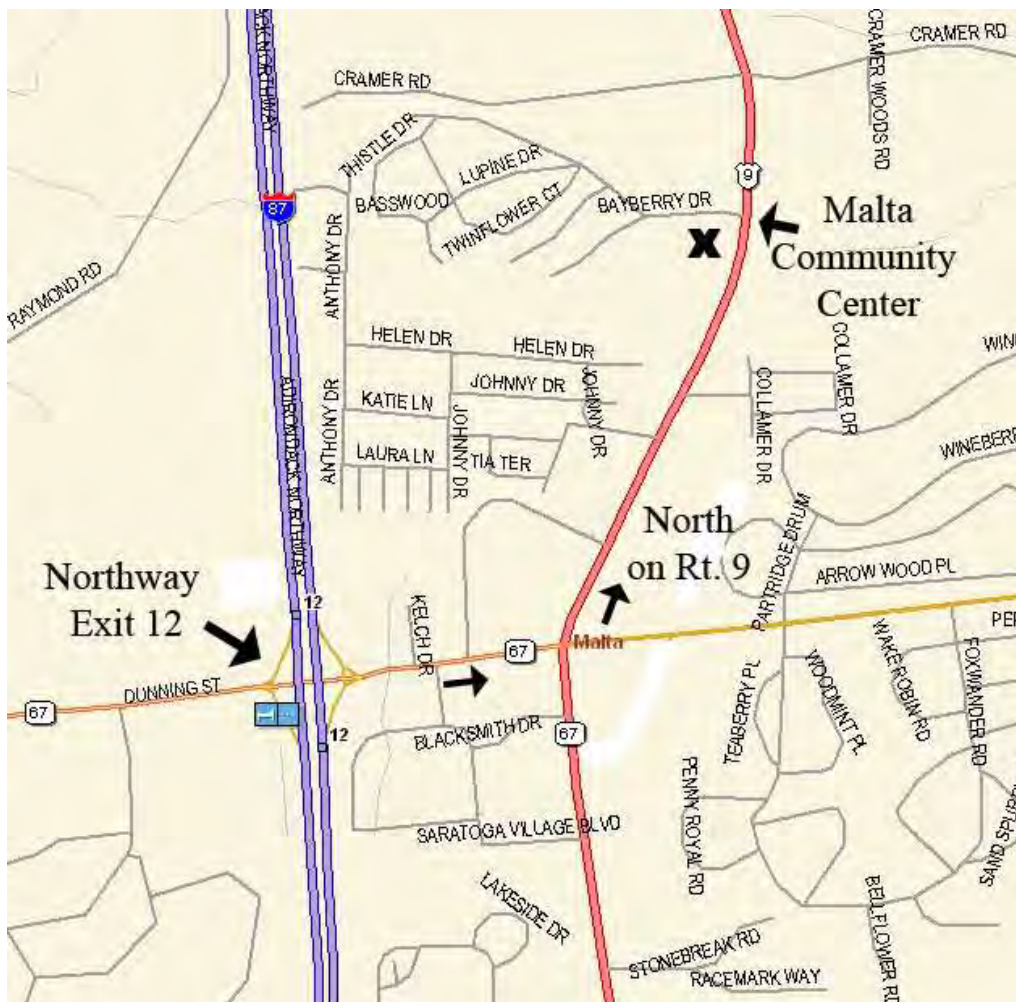 CK NORTHWAY
CRAMER RD
CRAMER WOODS RD
CRAMER RD
THISTLE DR
LUPINE DR
BASSWOOD
TWINFLOWER CT
BAYBERRY DR
9
87
Malta
Community
Center
X
RAYMOND RD
ANTHONY DR
HELEN DR
HELEN DR
JOHNNY DR
JOHNNY DR
KATIE LN
ANTHONY DR
JOHNNY DR
LAURA LN
TIA TER
COLLAMER DR
COLLAMER DR
WINE
WINEBER
ADIRONDACK NORTHWAY
North
on Rt. 9
PARTRIDGE DRUM
ARROW WOOD PL
Northway
Exit 12
12
KELCH DR
67
Malta
DUNNING ST
67
12
BLACKSMITH DR
67
SARATOGA VILLAGE BLVD
TEABERRY PL
WOODMINT PL
WAKE ROBIN RD
FOXWANDER RD
PE
PENNY ROYAL RD
SAND SPUR
BELLFLOWER RD
LAKESIDE DR
STONEBREAK RD
RACEMARK WAY